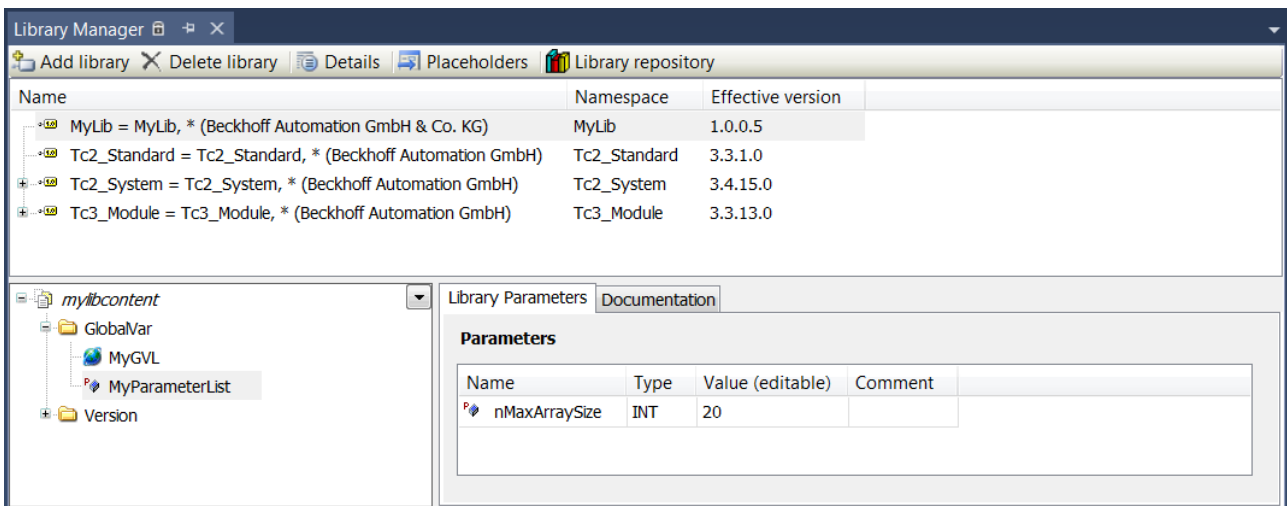 Library Manager
Add library Delete library Details Placeholders Library repository
Name Namespace Effective version
MyLib = MyLib, * (Beckhoff Automation GmbH & Co. KG) MyLib 1.0.0.5
Tc2_Standard = Tc2_Standard, * (Beckhoff Automation GmbH) Tc2_Standard 3.3.1.0
Tc2_System = Tc2_System, * (Beckhoff Automation GmbH) Tc2_System 3.4.15.0
Tc3_Module = Tc3_Module, * (Beckhoff Automation GmbH) Tc3_Module 3.3.13.0
mylibcontent
GlobalVar
MyGVL
MyParameterList
Version
Library Parameters Documentation
Parameters
Name Type Value (editable) Comment
nMaxArraySize INT 20